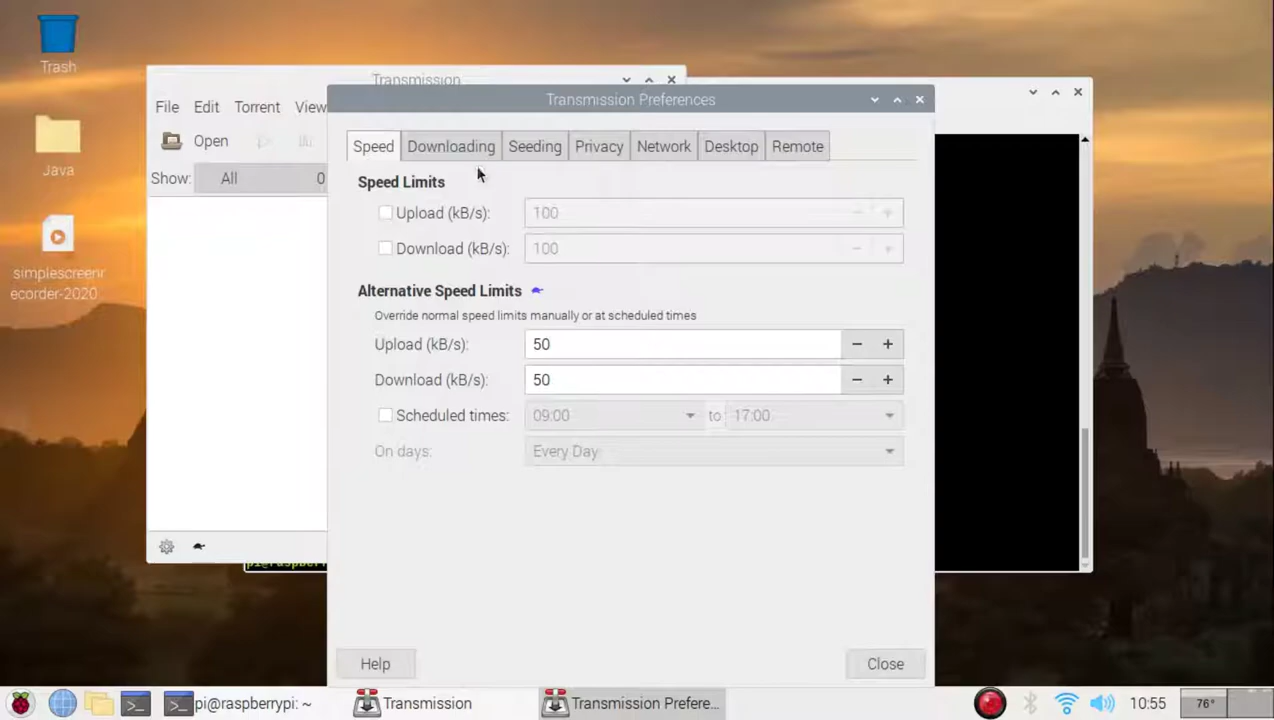 Trash
Java
simplescreenr
ecorder-2020...
Transmission
File Edit Torrent View
Open
Show: All 0
Transmission Preferences
Speed Downloading Seeding Privacy Network Desktop Remote
Speed Limits
Upload (kB/s): 100
Download (kB/s): 100
Alternative Speed Limits
Override normal speed limits manually or at scheduled times
Upload (kB/s): 50
Download (kB/s): 50
Scheduled times: 09:00 to 17:00
On days: Every Day
Help Close
pi@raspberr
pi@raspberrypi: ~ Transmission Transmission Prefere... 10:55 76°